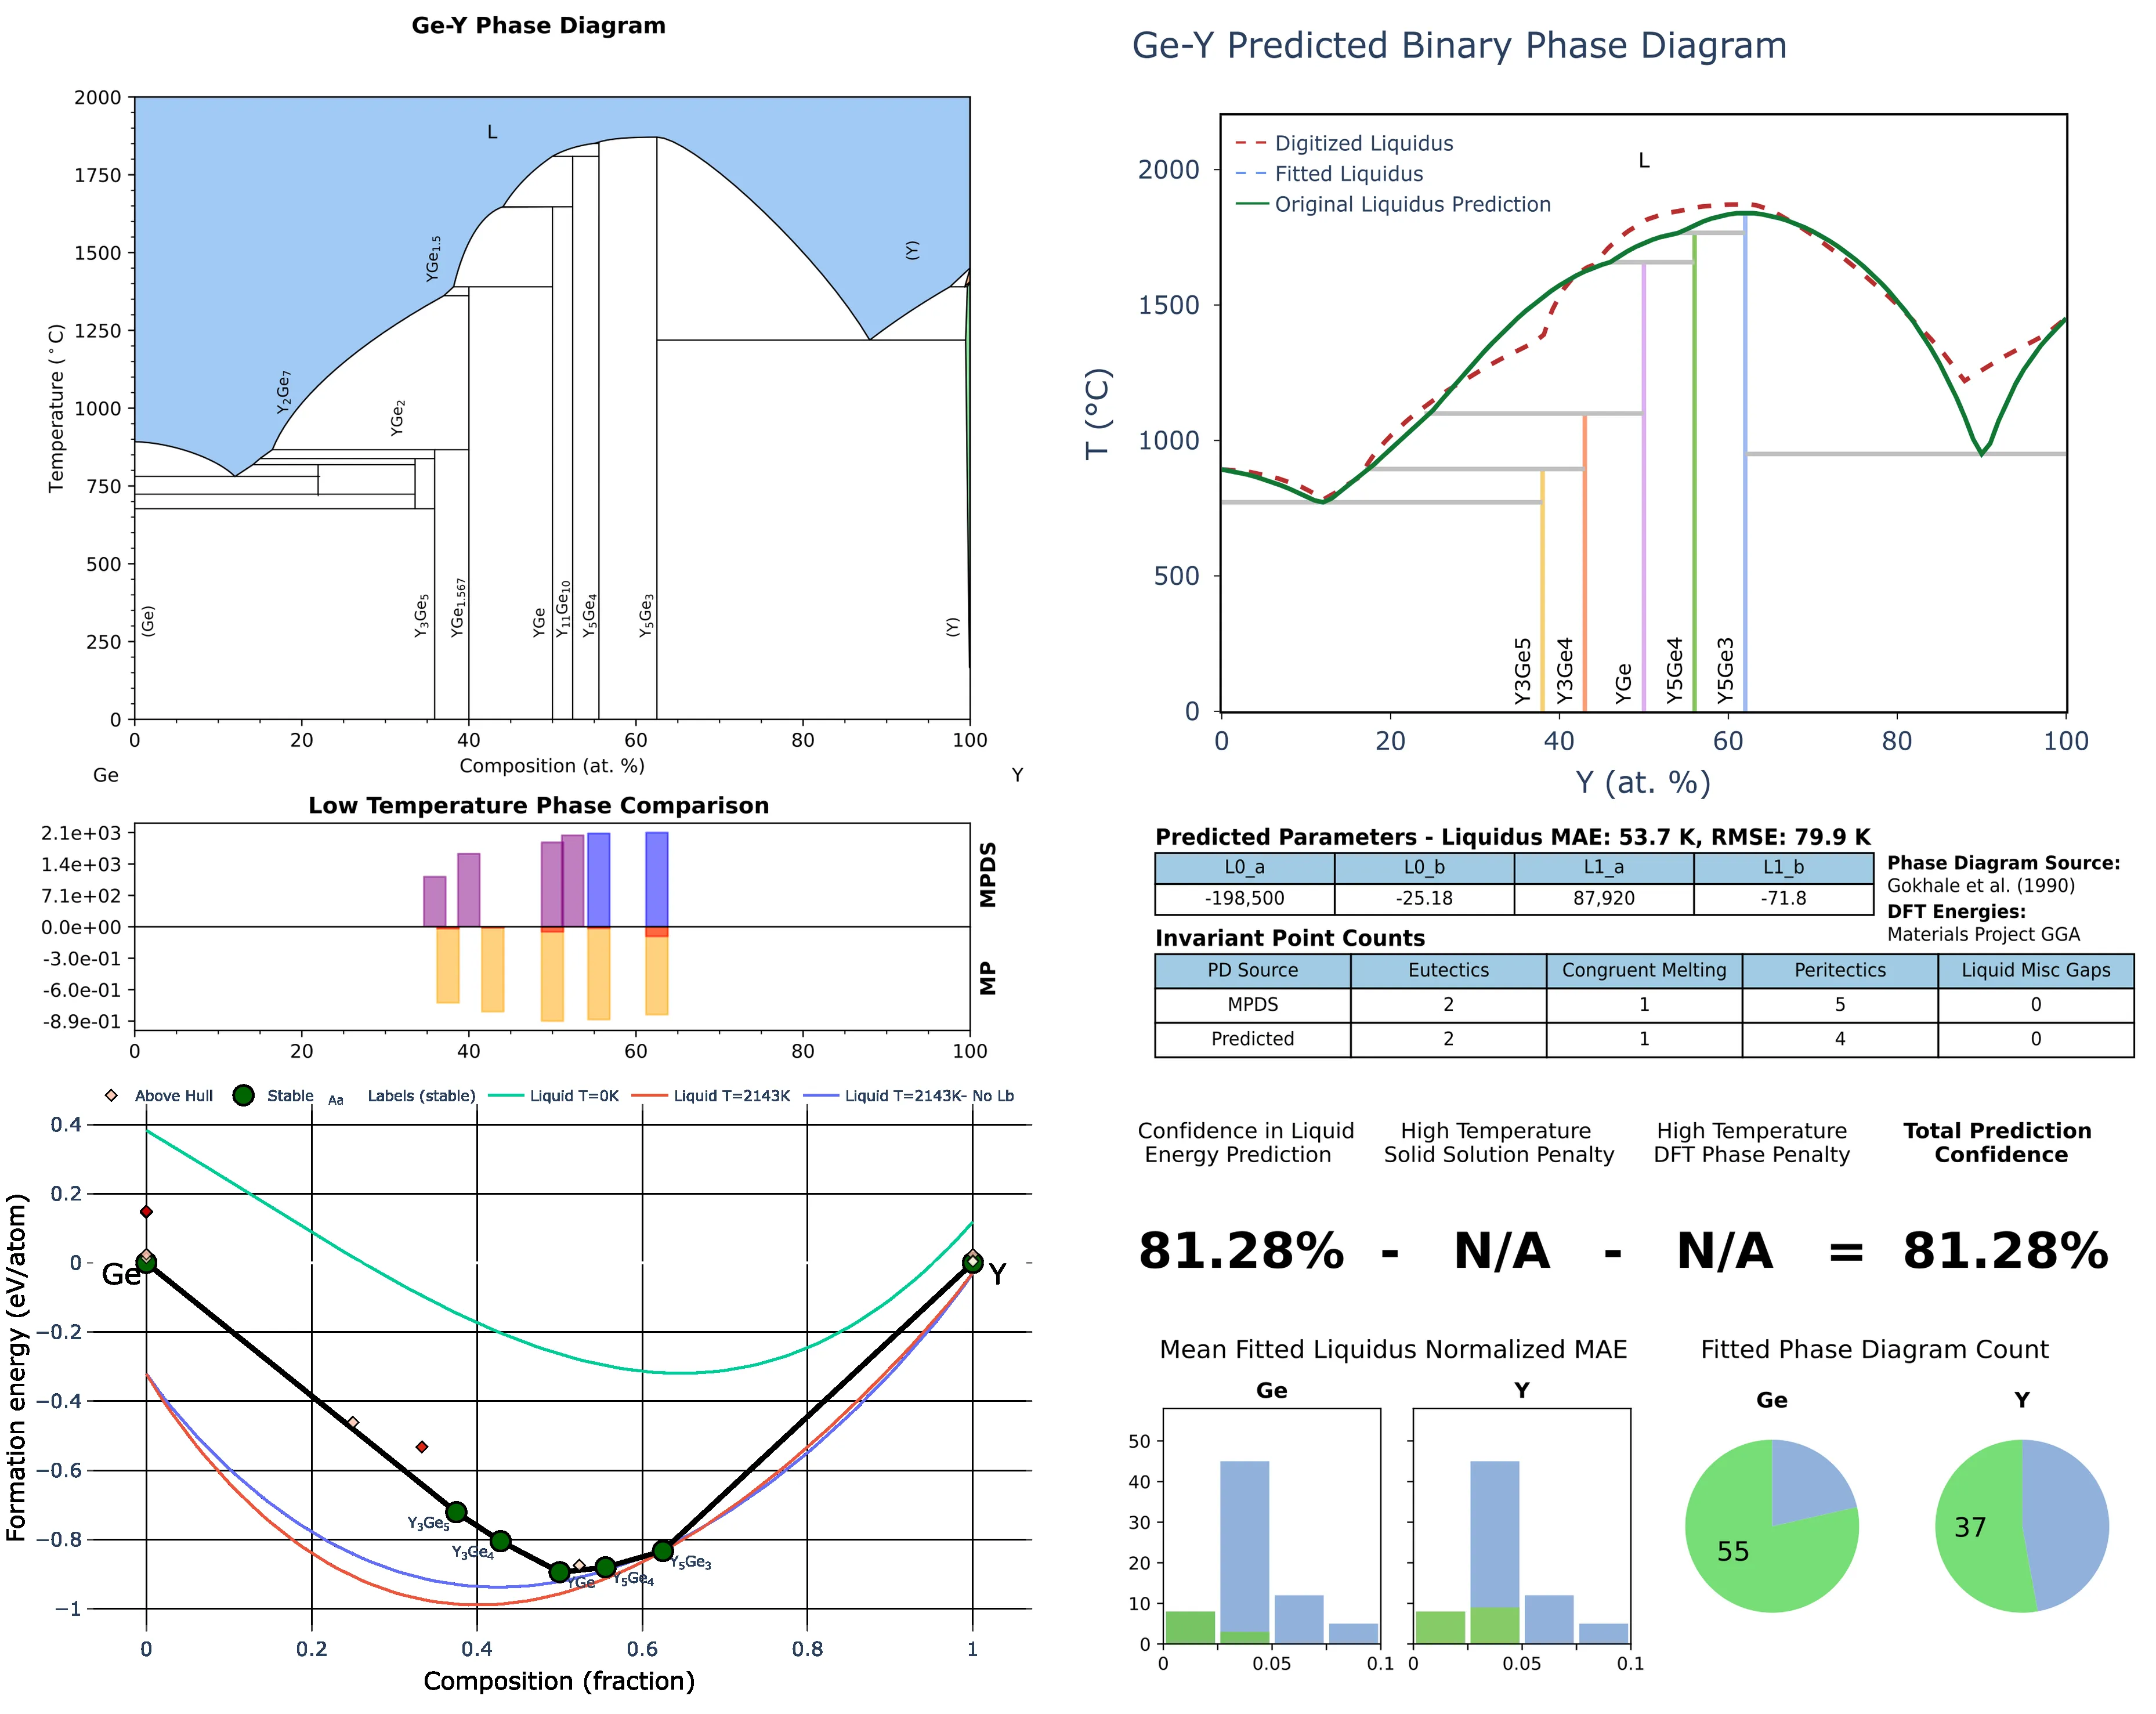 Ge-Y Phase Diagram
2000
1750
1500
1250
1000
750
500
250
0
Temperature (°C)
L
YGe1.5
Y2Ge7
YGe2
(Y)
(Ge)
Y3Ge5
YGe1.567
YGe
Y11Ge10
Y5Ge4
Y5Ge3
(Y)
0 20 40 60 80 100
Composition (at. %)
Ge
Y
Low Temperature Phase Comparison
2.1e+03
1.4e+03
7.1e+02
0.0e+00
-3.0e-01
-6.0e-01
-8.9e-01
MPDS
MP
0 20 40 60 80 100
Above Hull Stable Aa Labels (stable) Liquid T=0K Liquid T=2143K Liquid T=2143K- No Lb
0.4
0.2
0
−0.2
−0.4
−0.6
−0.8
−1
Formation energy (eV/atom)
Ge
Y
Y3Ge5
Y3Ge4
YGe
Y5Ge4
Y5Ge3
0 0.2 0.4 0.6 0.8 1
Composition (fraction)
Ge-Y Predicted Binary Phase Diagram
Digitized Liquidus
Fitted Liquidus
Original Liquidus Prediction
L
2000
1500
1000
500
0
T (°C)
Y3Ge5
Y3Ge4
YGe
Y5Ge4
Y5Ge3
0 20 40 60 80 100
Y (at. %)
Predicted Parameters - Liquidus MAE: 53.7 K, RMSE: 79.9 K
L0_a L0_b L1_a L1_b
-198,500 -25.18 87,920 -71.8
Phase Diagram Source:
Gokhale et al. (1990)
DFT Energies:
Materials Project GGA
Invariant Point Counts
PD Source Eutectics Congruent Melting Peritectics Liquid Misc Gaps
MPDS 2 1 5 0
Predicted 2 1 4 0
Confidence in Liquid
Energy Prediction
High Temperature
Solid Solution Penalty
High Temperature
DFT Phase Penalty
Total Prediction
Confidence
81.28% - N/A - N/A = 81.28%
Mean Fitted Liquidus Normalized MAE
Ge
Y
50
40
30
20
10
0
0 0.05 0.1
0 0.05 0.1
Fitted Phase Diagram Count
Ge
Y
55
37